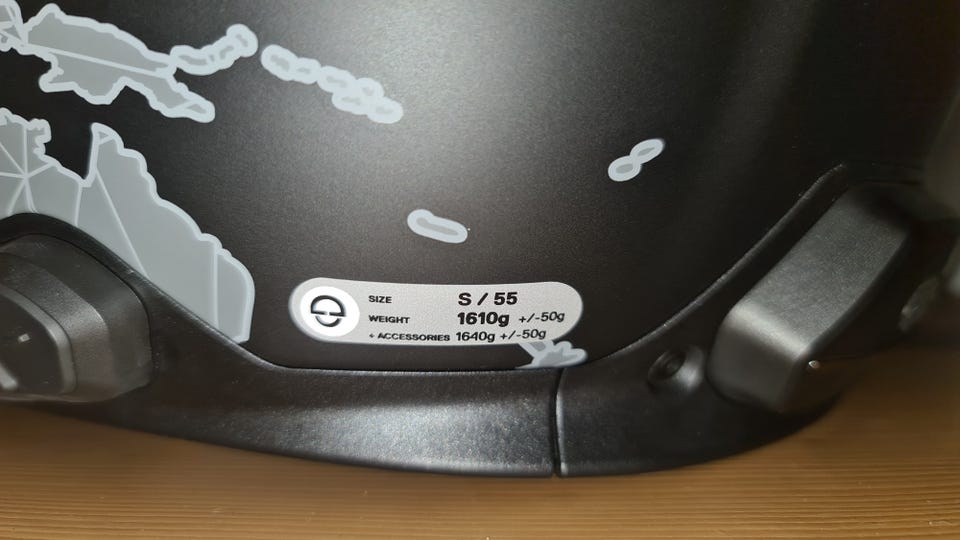 SIZE S / 55
WEIGHT 1610g +/-50g
+ ACCESSORIES 1640g +/-50g